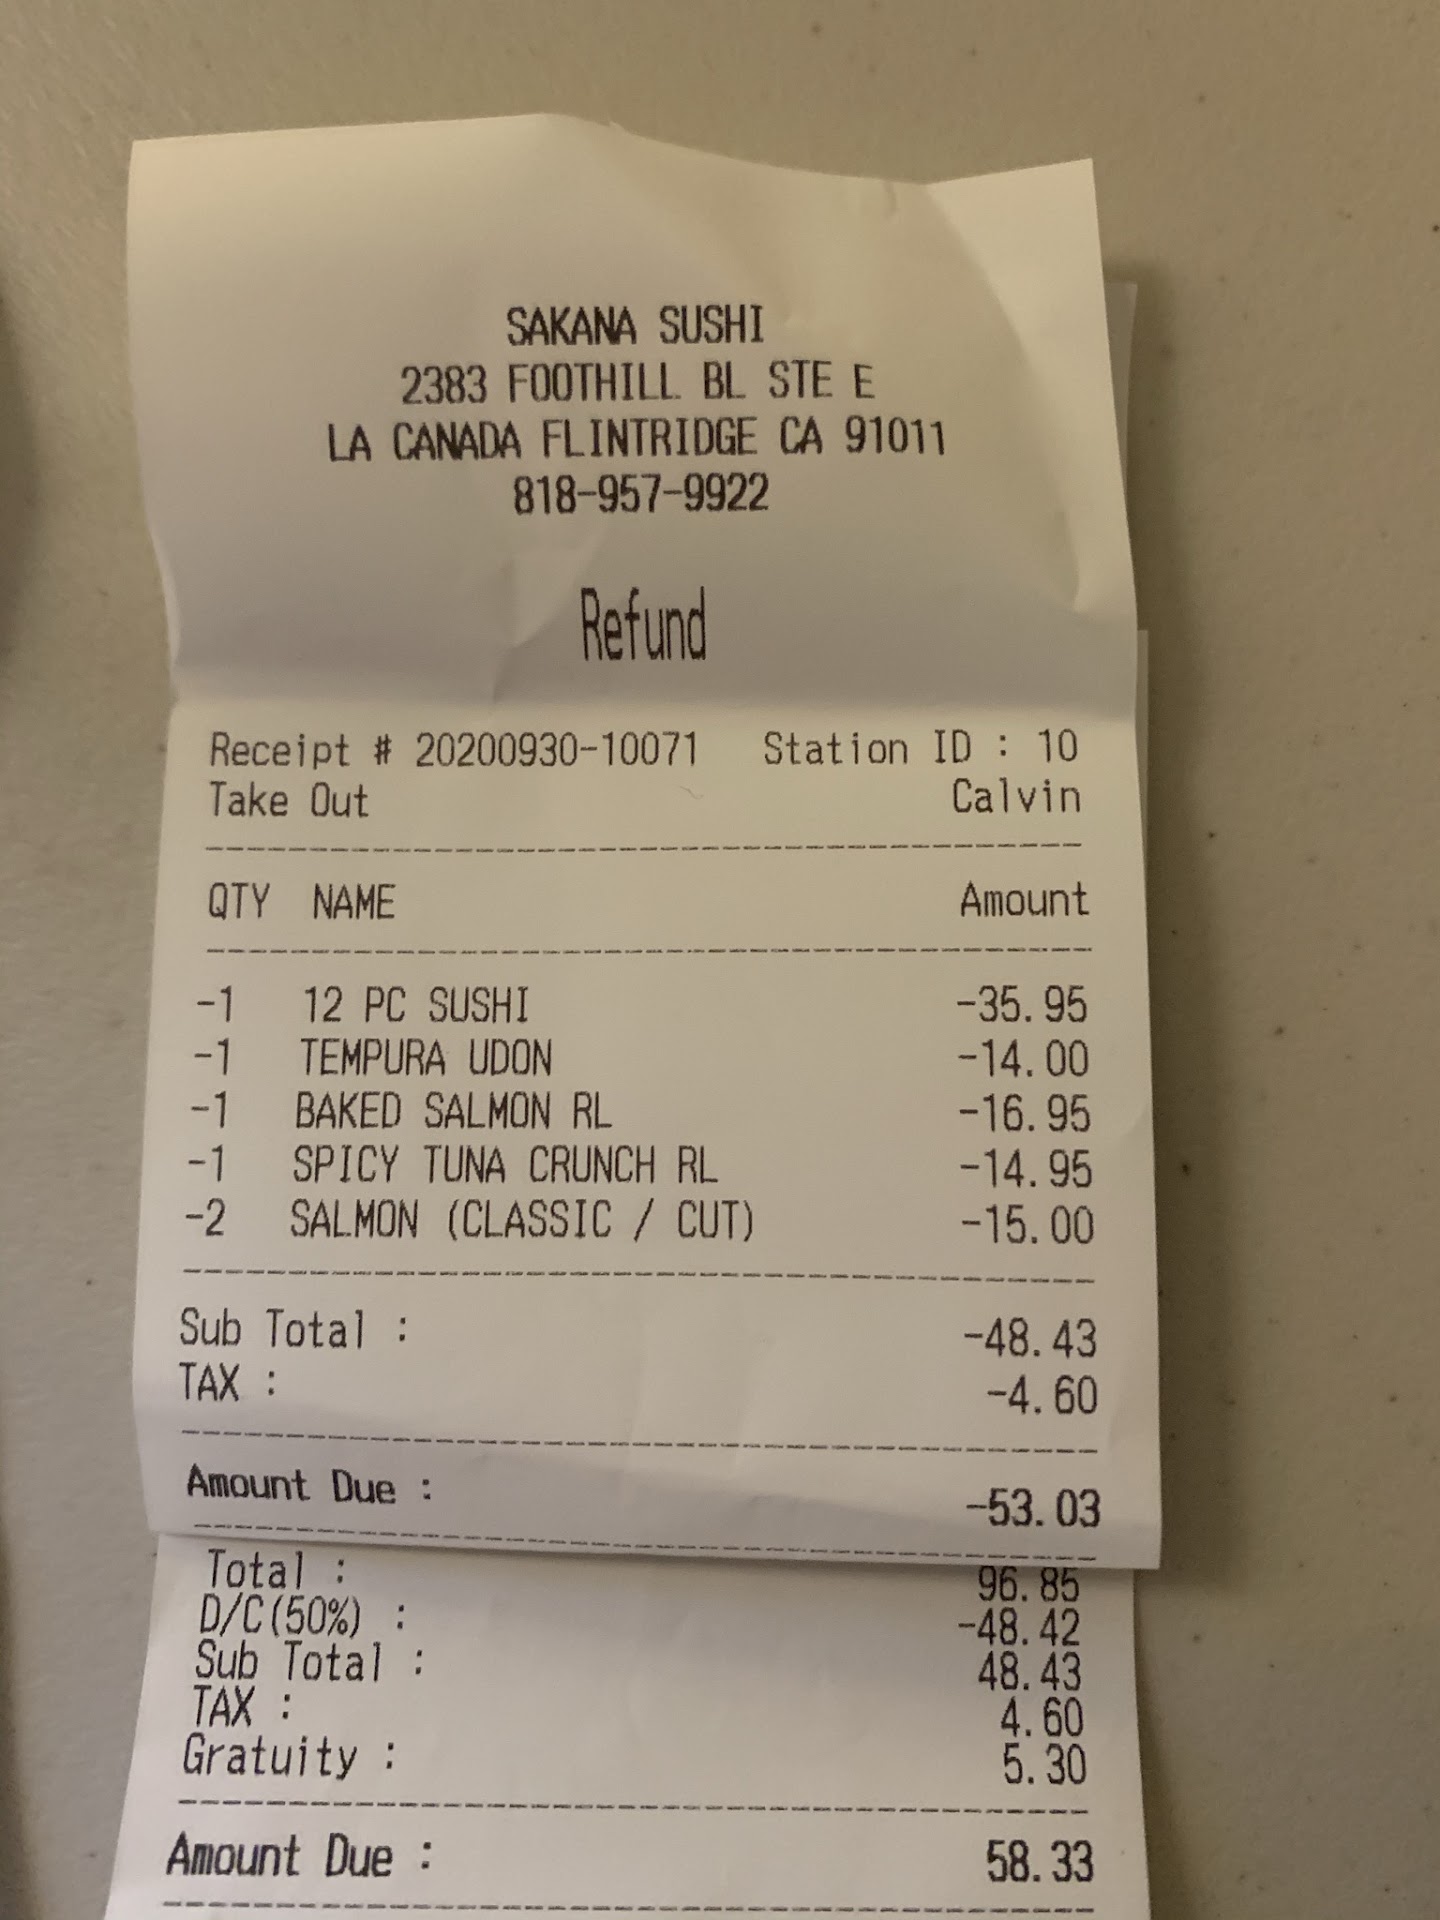 SAKANA SUSHI
2383 FOOTHILL BL STE E
LA CANADA FLINTRIDGE CA 91011
818-957-9922
Refund
Receipt # 20200930-10071 Station ID : 10
Take Out Calvin
QTY NAME Amount
-1 12 PC SUSHI -35.95
-1 TEMPURA UDON -14.00
-1 BAKED SALMON RL -16.95
-1 SPICY TUNA CRUNCH RL -14.95
-2 SALMON (CLASSIC / CUT) -15.00
Sub Total : -48.43
TAX : -4.60
Amount Due : -53.03
Total : 96.85
D/C(50%) : -48.42
Sub Total : 48.43
TAX : 4.60
Gratuity : 5.30
Amount Due : 58.33